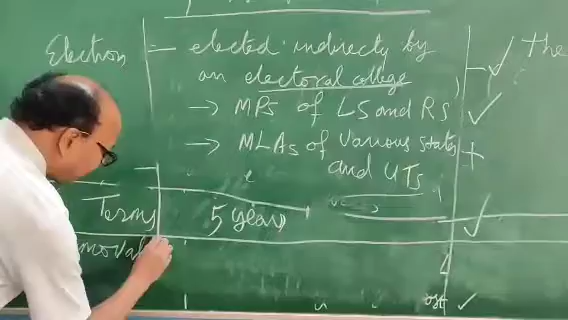 Election — elected indirectly by
an electoral college
→ MPs of LS and RS ✓
→ MLAs of Various States +
and UTs
Terms 5 years ✓
moval
the